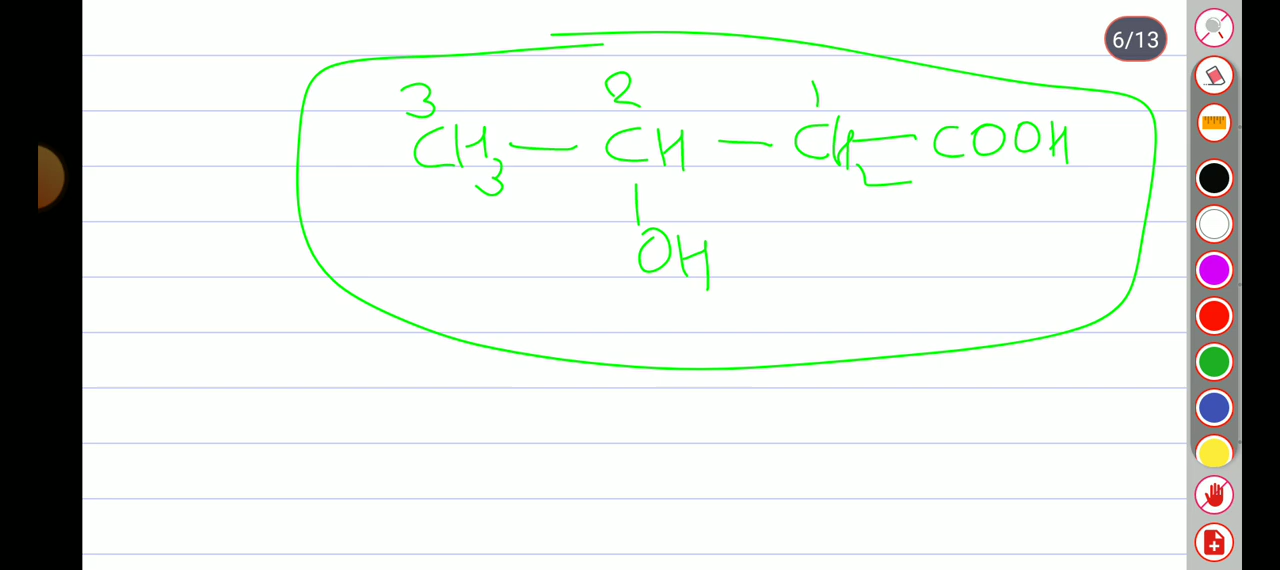 6/13
3 2 1
CH3 — CH — CH2 — COOH
|
OH